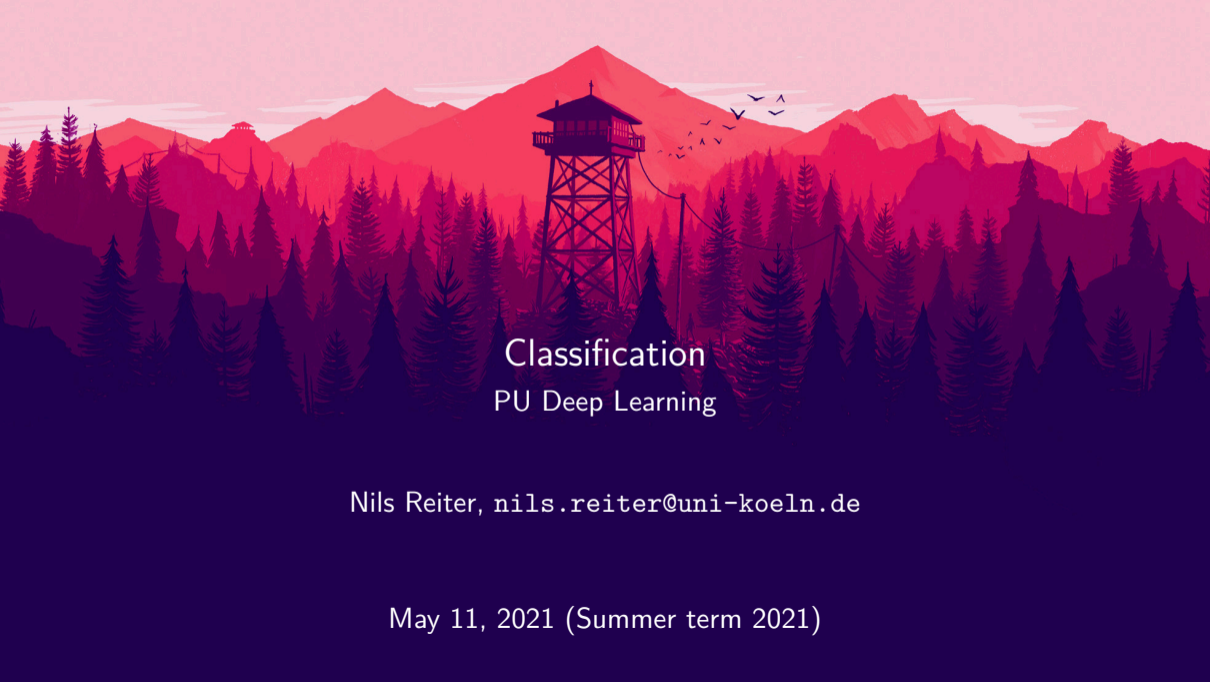 Classification
PU Deep Learning
Nils Reiter, nils.reiter@uni-koeln.de
May 11, 2021 (Summer term 2021)